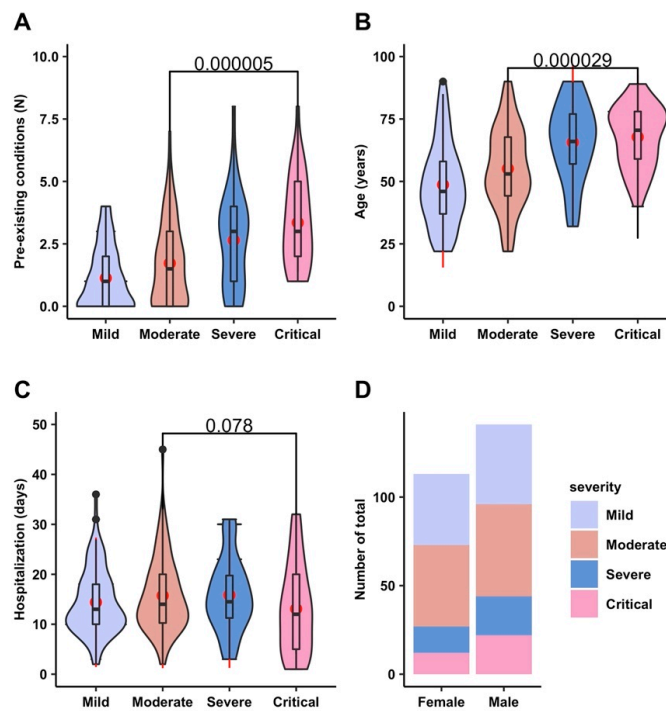 A
Pre-existing conditions (N)
10.0
7.5
5.0
2.5
0.0
0.000005
Mild Moderate Severe Critical
B
Age (years)
100
75
50
25
0
0.000029
Mild Moderate Severe Critical
C
Hospitalization (days)
50
40
30
20
10
0
0.078
Mild Moderate Severe Critical
D
Number of total
100
50
0
Female Male
severity
Mild
Moderate
Severe
Critical